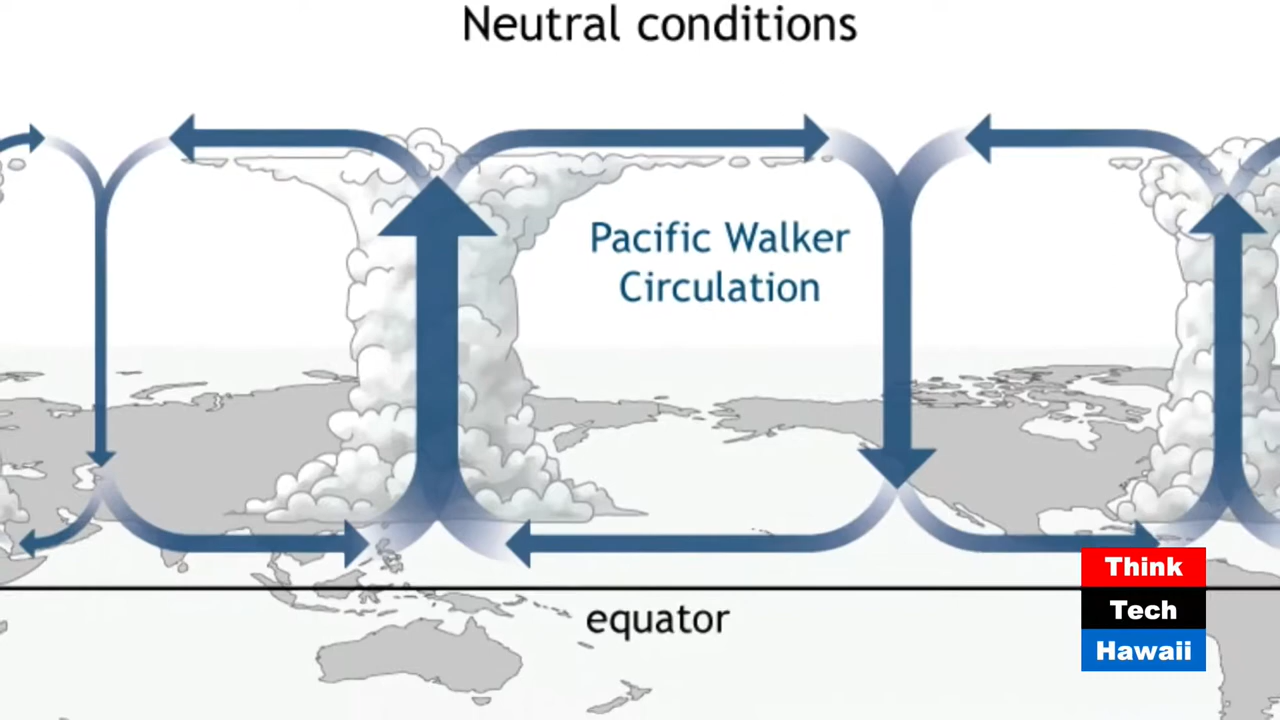 Neutral conditions
Pacific Walker
Circulation
equator
Think
Tech
Hawaii